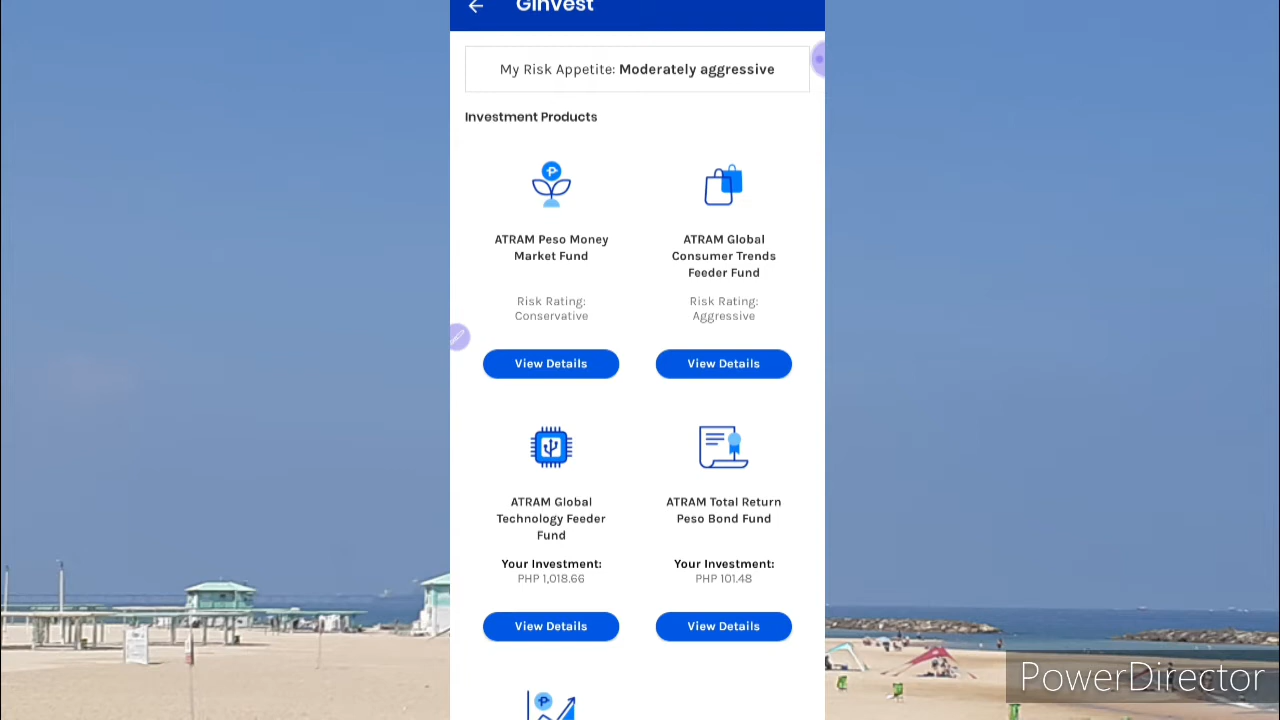 GInvest
My Risk Appetite: Moderately aggressive
Investment Products
ATRAM Peso Money
Market Fund
Risk Rating:
Conservative
View Details
ATRAM Global
Consumer Trends
Feeder Fund
Risk Rating:
Aggressive
View Details
ATRAM Global
Technology Feeder
Fund
Your Investment:
PHP 1,018.66
View Details
ATRAM Total Return
Peso Bond Fund
Your Investment:
PHP 101.48
View Details
PowerDirector